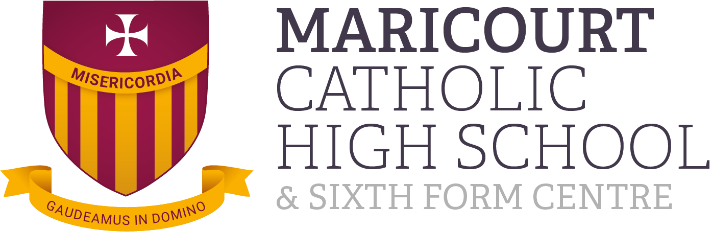 MISERICORDIA
GAUDEAMUS IN DOMINO
MARICOURT
CATHOLIC
HIGH SCHOOL
& SIXTH FORM CENTRE